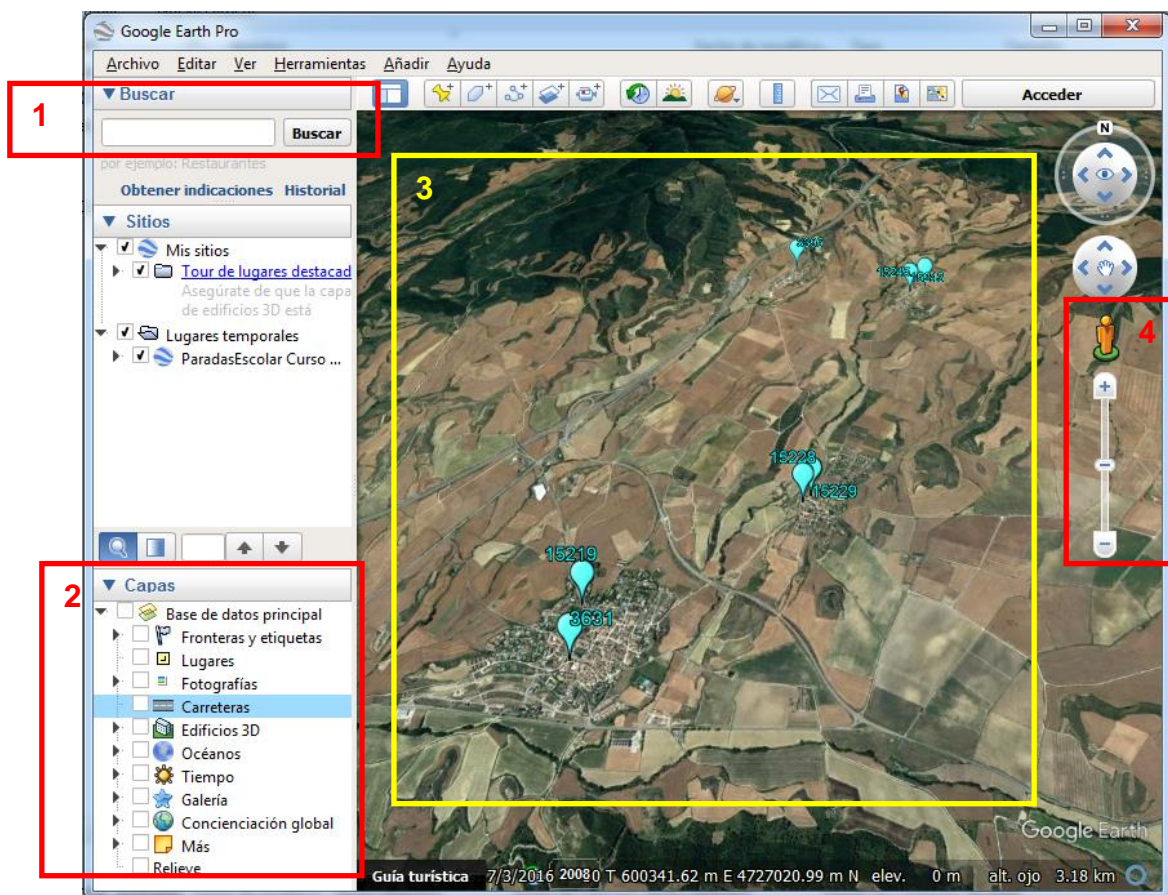 Google Earth Pro
Archivo Editar Ver Herramientas Añadir Ayuda
1
Buscar
Buscar
por ejemplo: Restaurantes
Obtener indicaciones Historial
Sitios
Mis sitios
Tour de lugares destacad
Asegúrate de que la capa
de edificios 3D está
Lugares temporales
ParadasEscolar Curso ...
2
Capas
Base de datos principal
Fronteras y etiquetas
Lugares
Fotografías
Carreteras
Edificios 3D
Océanos
Tiempo
Galería
Concienciación global
Más
Relieve
Acceder
N
3
15228
15229
15219
3631
4
Google Earth
Guía turística 7/3/2016 2008 0 T 600341.62 m E 4727020.99 m N elev. 0 m alt. ojo 3.18 km